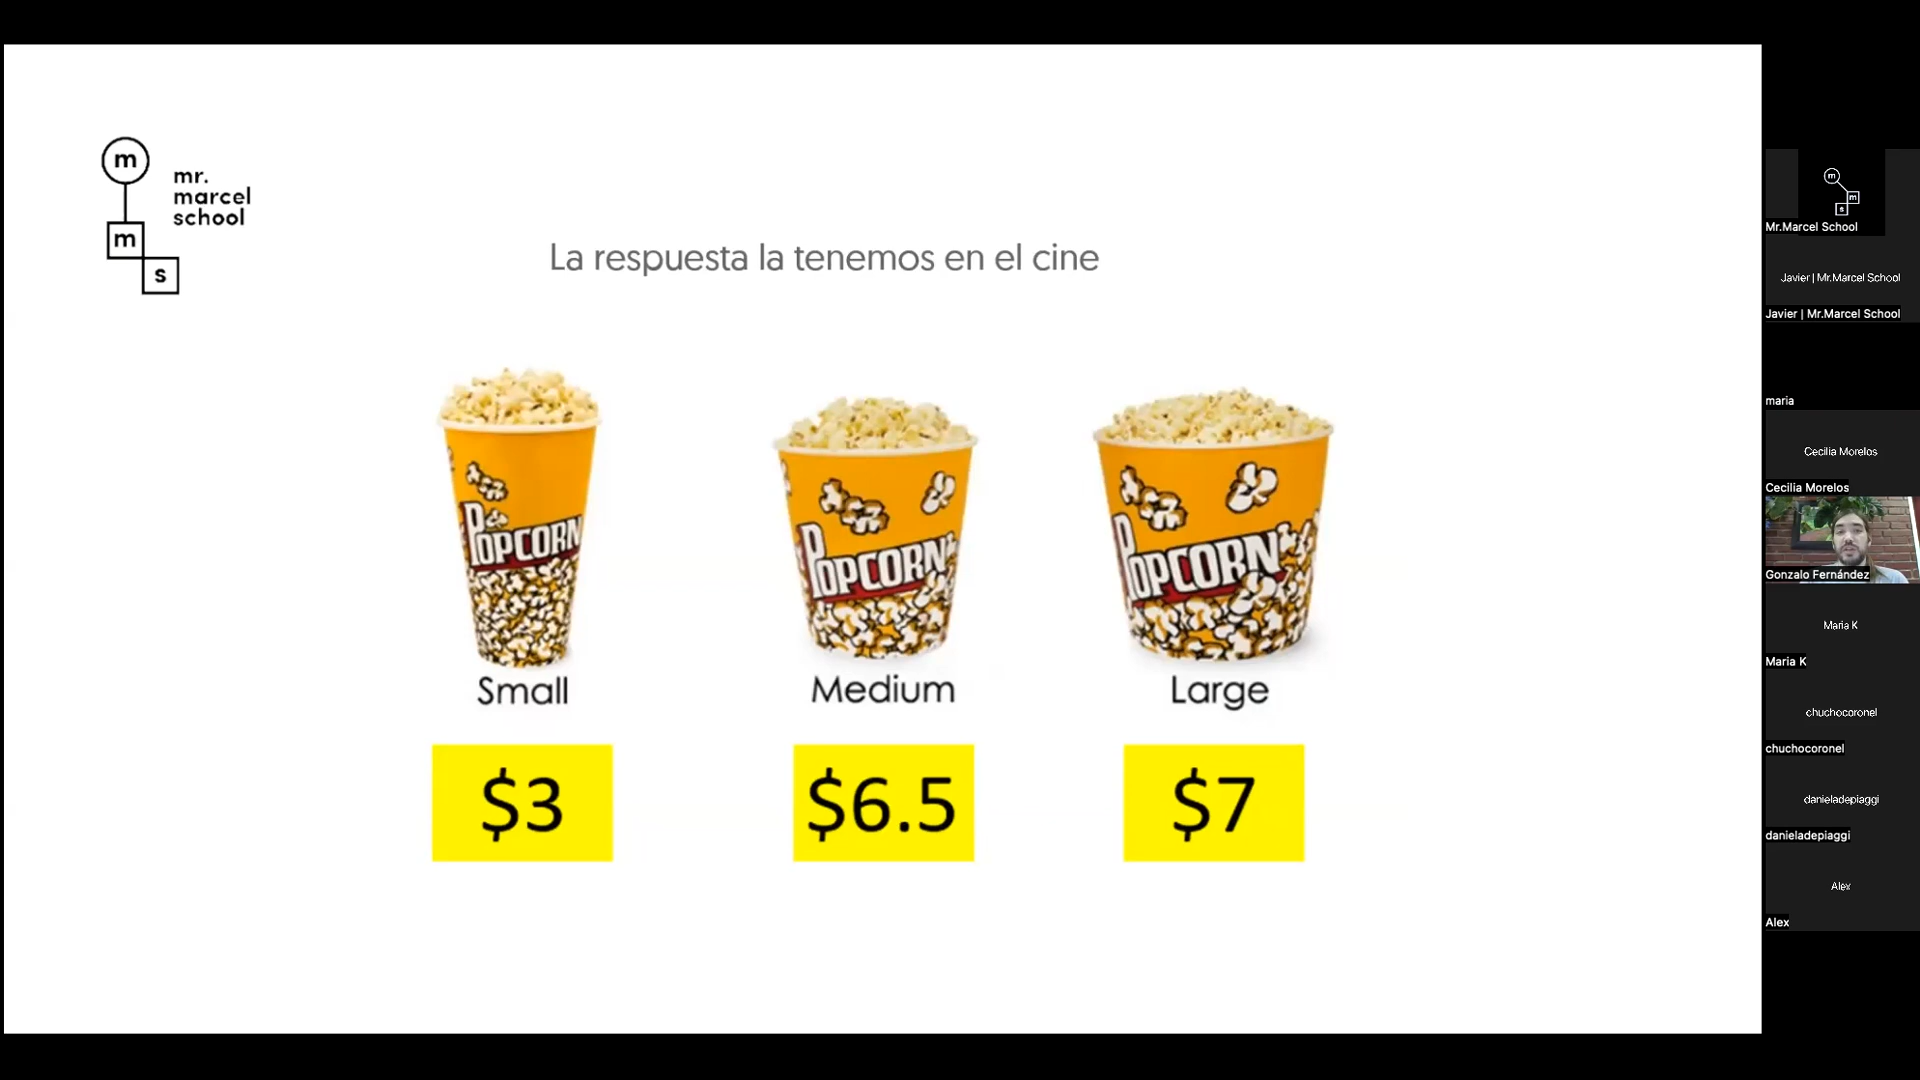 m
m
s
mr.
marcel
school
La respuesta la tenemos en el cine
POPCORN
POPCORN
POPCORN
Small
Medium
Large
$3
$6.5
$7
m
m
s
Mr.Marcel School
Javier | Mr.Marcel School
Javier | Mr.Marcel School
maria
Cecilia Morelos
Cecilia Morelos
Gonzalo Fernández
Maria K
Maria K
chuchocoronel
chuchocoronel
danieladepiaggi
danieladepiaggi
Alex
Alex